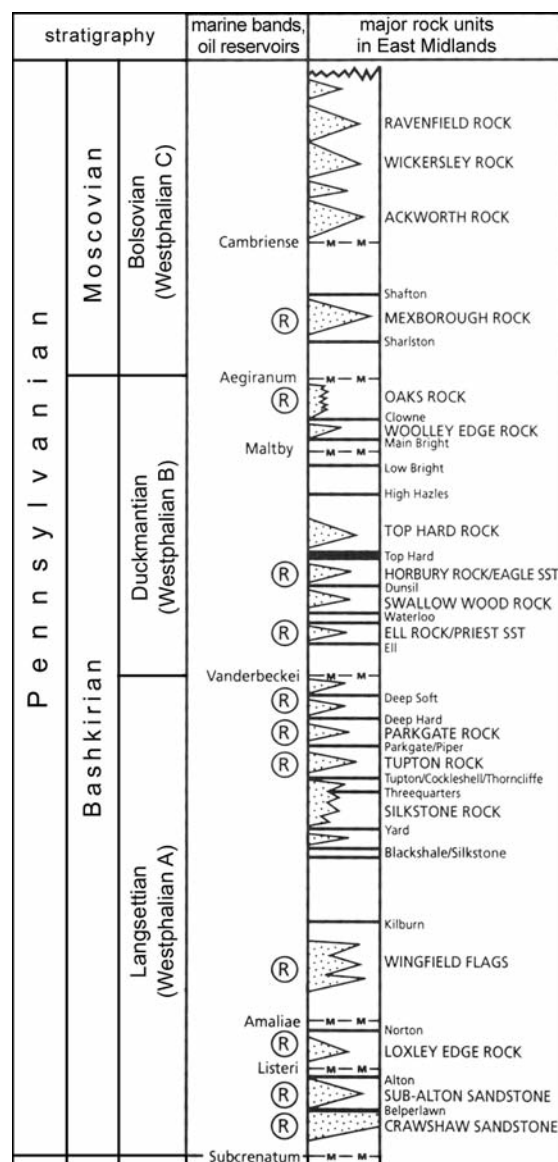 stratigraphy
marine bands,
oil reservoirs
major rock units
in East Midlands
Pennsylvanian
Moscovian
Bashkirian
Bolsovian
(Westphalian C)
Duckmantian
(Westphalian B)
Langsettian
(Westphalian A)
RAVENFIELD ROCK
WICKERSLEY ROCK
ACKWORTH ROCK
Cambriense M M
Shafton
R MEXBOROUGH ROCK
Sharlston
Aegiranum M M
R OAKS ROCK
Clowne
WOOLLEY EDGE ROCK
Main Bright
Maltby M M
Low Bright
High Hazles
TOP HARD ROCK
Top Hard
R HORBURY ROCK/EAGLE SST
Dunsil
SWALLOW WOOD ROCK
Waterloo
R ELL ROCK/PRIEST SST
Ell
Vanderbeckei M M
R Deep Soft
Deep Hard
R PARKGATE ROCK
Parkgate/Piper
R TUPTON ROCK
Tupton/Cockleshell/Thorncliffe
Threequarters
SILKSTONE ROCK
Yard
Blackshale/Silkstone
Kilburn
R WINGFIELD FLAGS
Amaliae M M
Norton
R LOXLEY EDGE ROCK
Listeri M M
Alton
R SUB-ALTON SANDSTONE
Belperlawn
R CRAWSHAW SANDSTONE
Subcrenatum M M